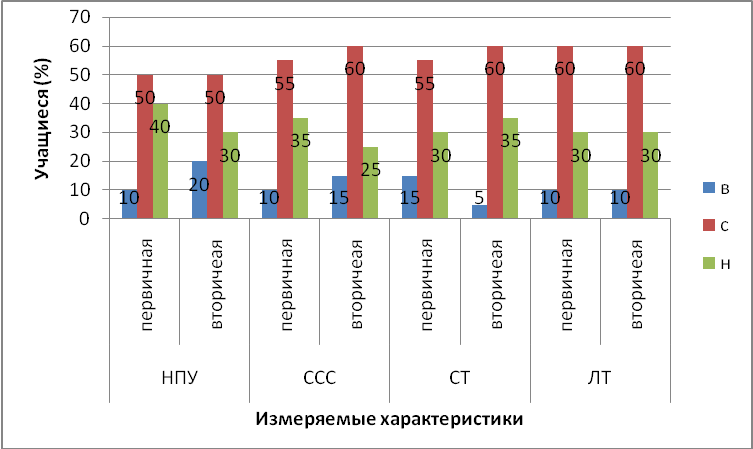 70
60
50
40
30
20
10
0
Учащиеся (%)
10 50 40
20 50 30
10 55 35
15 60 25
15 55 30
5 60 35
10 60 30
10 60 30
первичная
вторичеая
первичная
вторичеая
первичная
вторичеая
первичная
вторичеая
НПУ
ССС
СТ
ЛТ
Измеряемые характеристики
В
С
Н